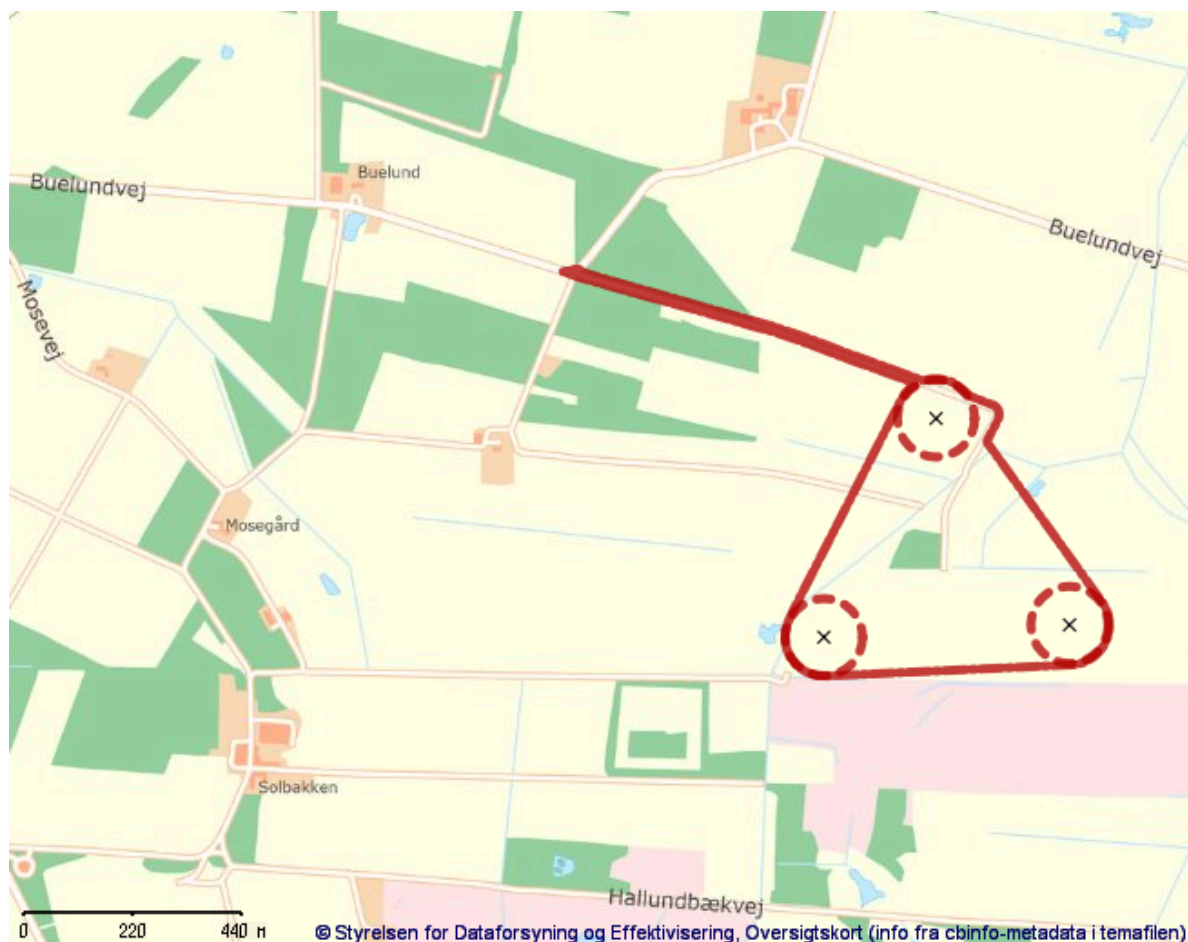 Buelund
Buelundvej
Buelundvej
Mosevej
Mosegård
Solbakken
Hallundbækvej
0 220 440 M
© Styrelsen for Dataforsyning og Effektivisering, Oversigtskort (info fra cbinfo-metadata i temafilen)